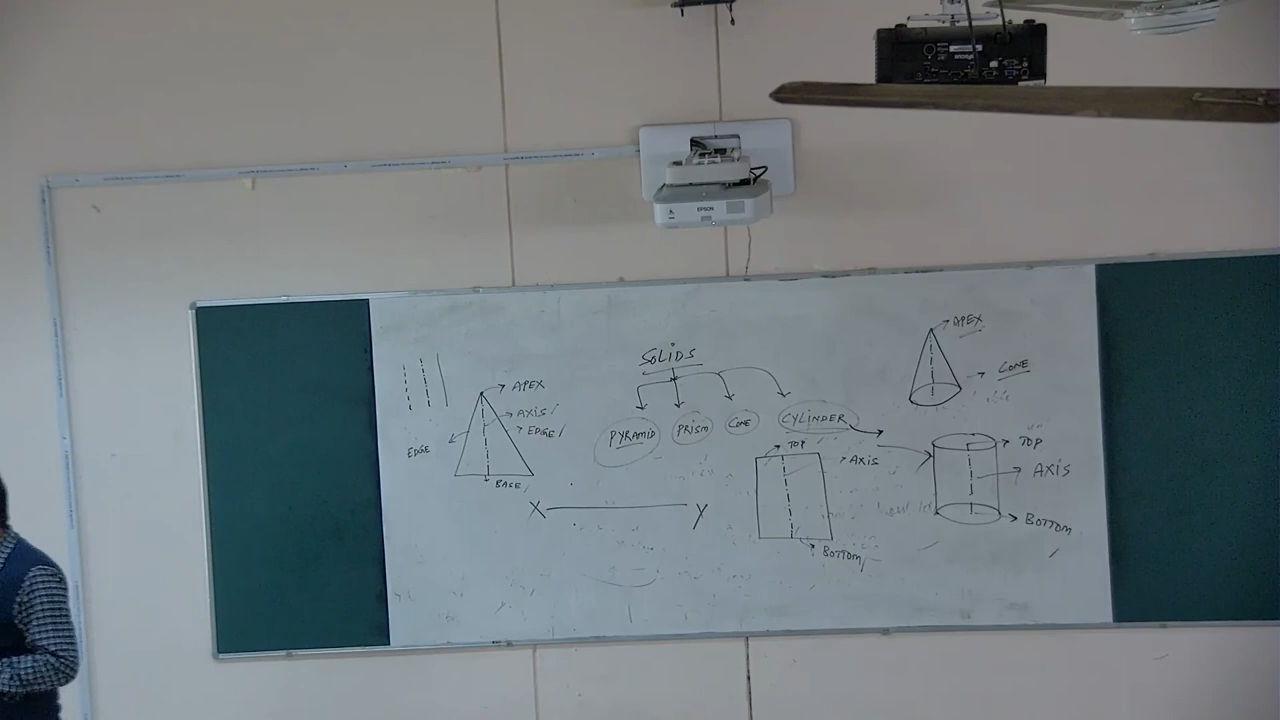 EPSON
SOLIDS
PYRAMID
PRISM
CONE
CYLINDER
APEX
AXIS/
EDGE/
EDGE
BASE/
X
Y
TOP
AXIS
BOTTOM
APEX
CONE
TOP
AXIS
BOTTOM